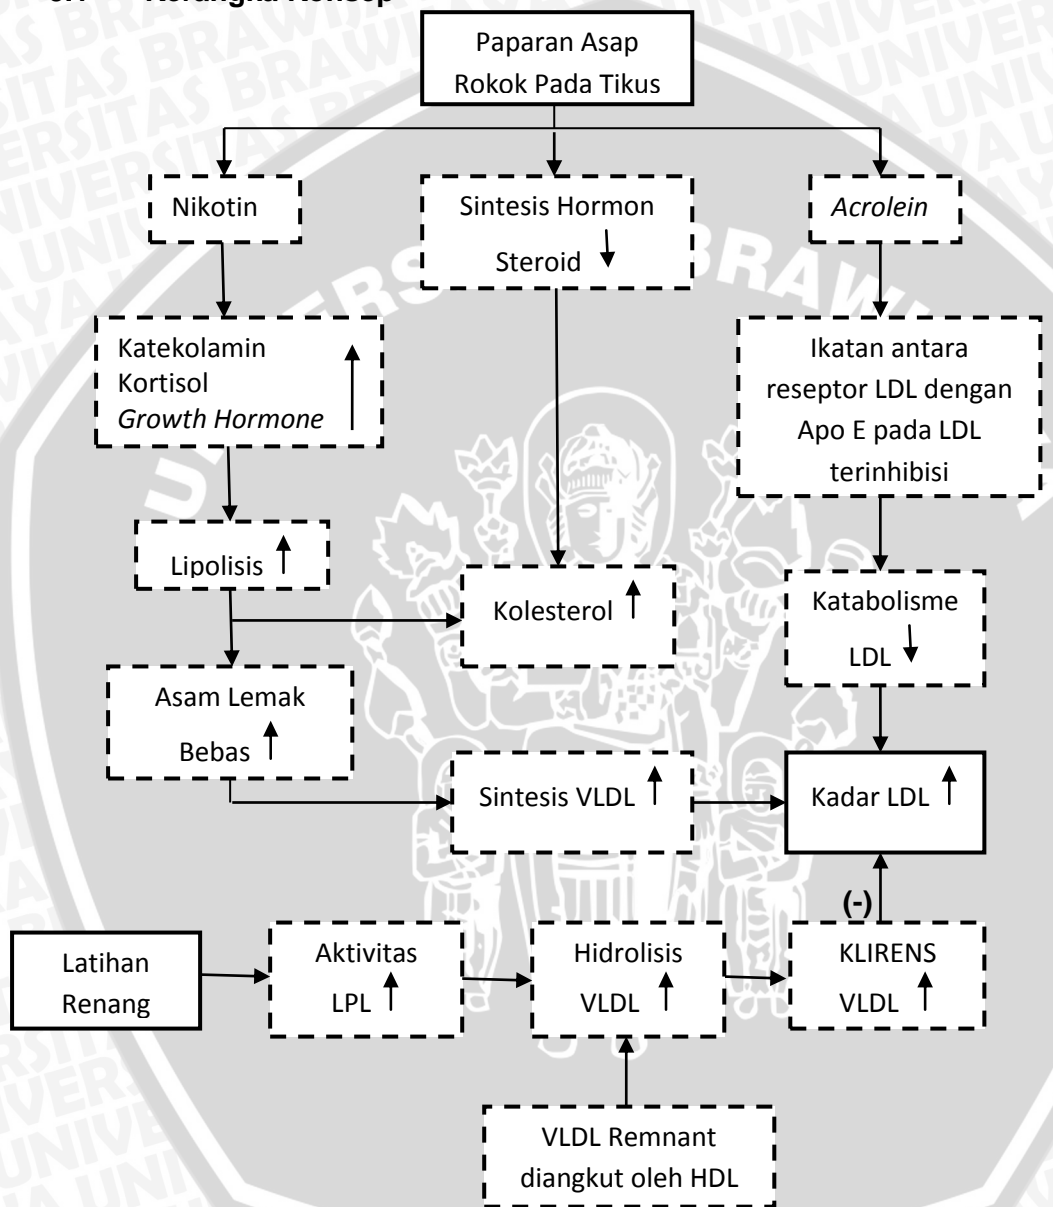 Kerangka Konsep
Paparan Asap
Rokok Pada Tikus
Nikotin
Sintesis Hormon
Steroid
Acrolein
Katekolamin
Kortisol
Growth Hormone
Ikatan antara
reseptor LDL dengan
Apo E pada LDL
terinhibisi
Lipolisis
Kolesterol
Katabolisme
LDL
Asam Lemak
Bebas
Sintesis VLDL
Kadar LDL
(-)
Latihan
Renang
Aktivitas
LPL
Hidrolisis
VLDL
KLIRENS
VLDL
VLDL Remnant
diangkut oleh HDL